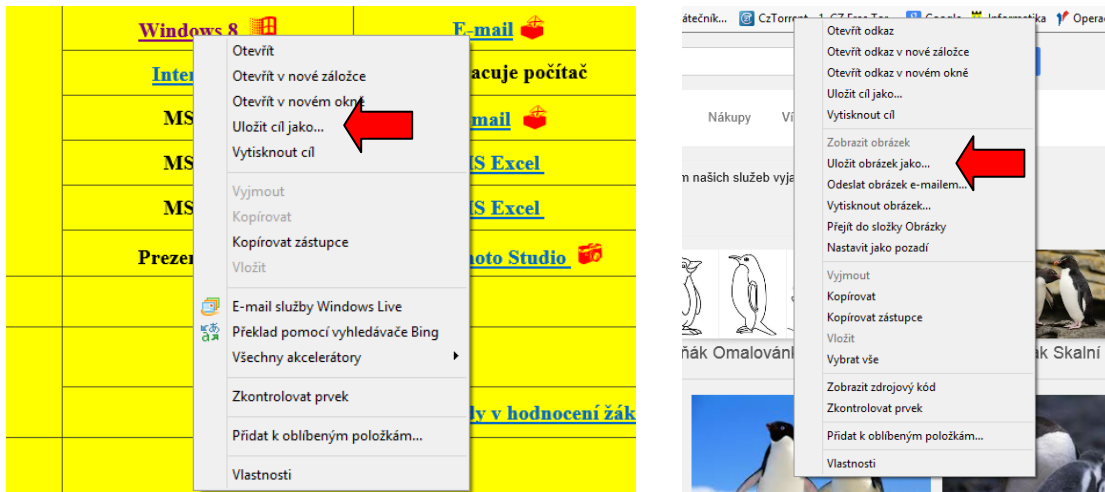 Windows 8
E-mail
acuje počítač
mail
MS
MS
MS Excel
MS
MS Excel
hoto Studio
dy v hodnocení žák
Otevřít
Otevřít v nové záložce
Otevřít v novém okně
Uložit cíl jako...
Vytisknout cíl
Vyjmout
Kopírovat
Kopírovat zástupce
Vložit
E-mail služby Windows Live
Překlad pomocí vyhledávače Bing
Všechny akcelerátory
Zkontrolovat prvek
Přidat k oblíbeným položkám...
Vlastnosti
átečník... CzTorrent Google Informatika Opera
Nákupy
m našich služeb vyja
Omalován
Skalní
Otevřít odkaz
Otevřít odkaz v nové záložce
Otevřít odkaz v novém okně
Uložit cíl jako...
Vytisknout cíl
Zobrazit obrázek
Uložit obrázek jako...
Odeslat obrázek e-mailem...
Vytisknout obrázek...
Přejít do složky Obrázky
Nastavit jako pozadí
Vyjmout
Kopírovat
Kopírovat zástupce
Vložit
Vybrat vše
Zobrazit zdrojový kód
Zkontrolovat prvek
Přidat k oblíbeným položkám...
Vlastnosti